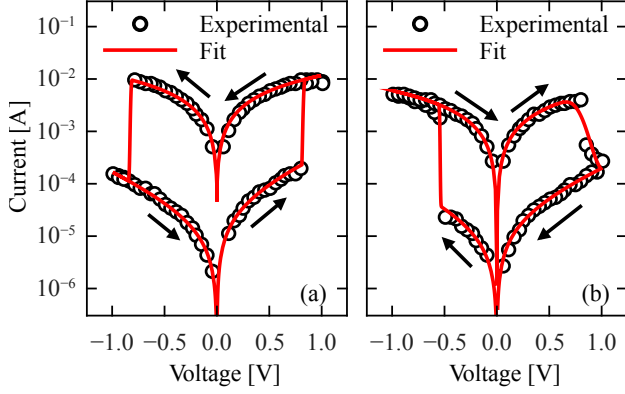 Experimental
Fit
Experimental
Fit
Current [A]
10⁻¹
10⁻²
10⁻³
10⁻⁴
10⁻⁵
10⁻⁶
(a)
(b)
−1.0 −0.5 0.0 0.5 1.0
−1.0 −0.5 0.0 0.5 1.0
Voltage [V]
Voltage [V]